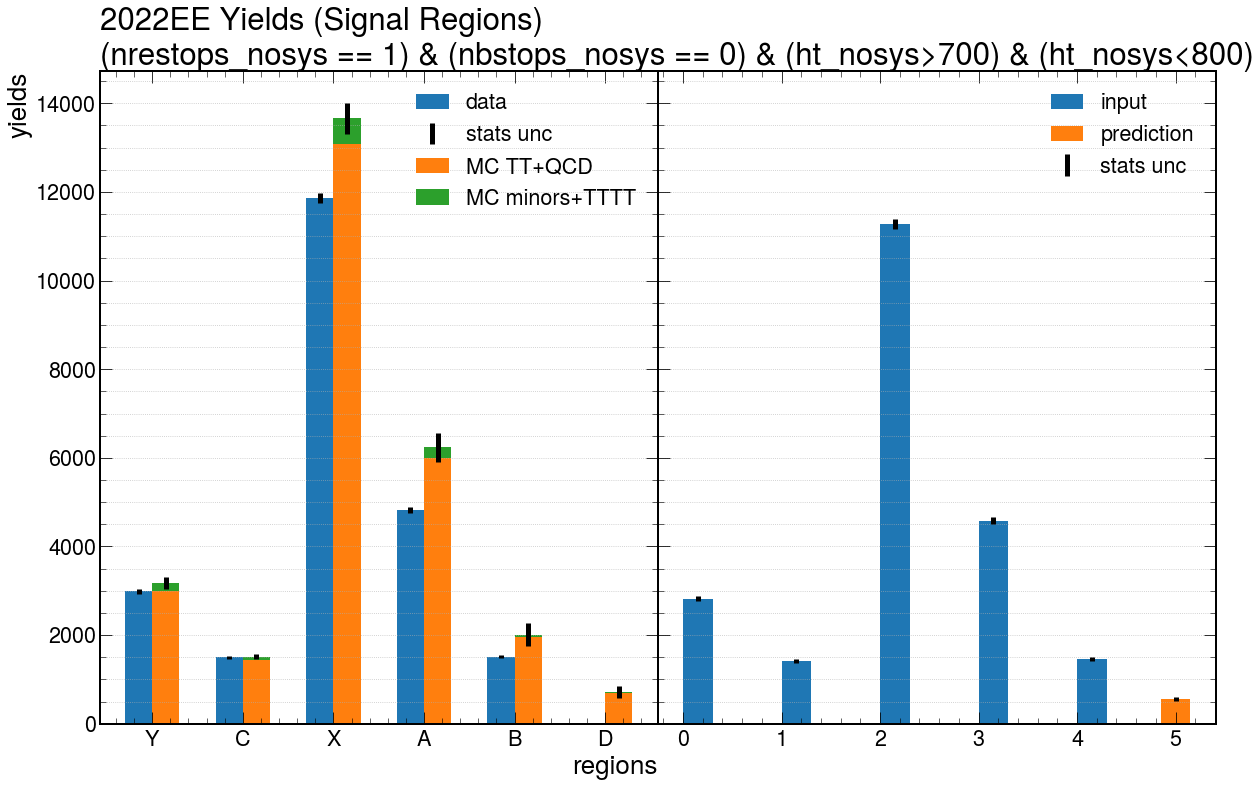 2022EE Yields (Signal Regions)
(nrestops_nosys == 1) & (nbstops_nosys == 0) & (ht_nosys>700) & (ht_nosys<800)
yields
14000
12000
10000
8000
6000
4000
2000
0
data
stats unc
MC TT+QCD
MC minors+TTTT
input
prediction
stats unc
Y C X A B D
0 1 2 3 4 5
regions